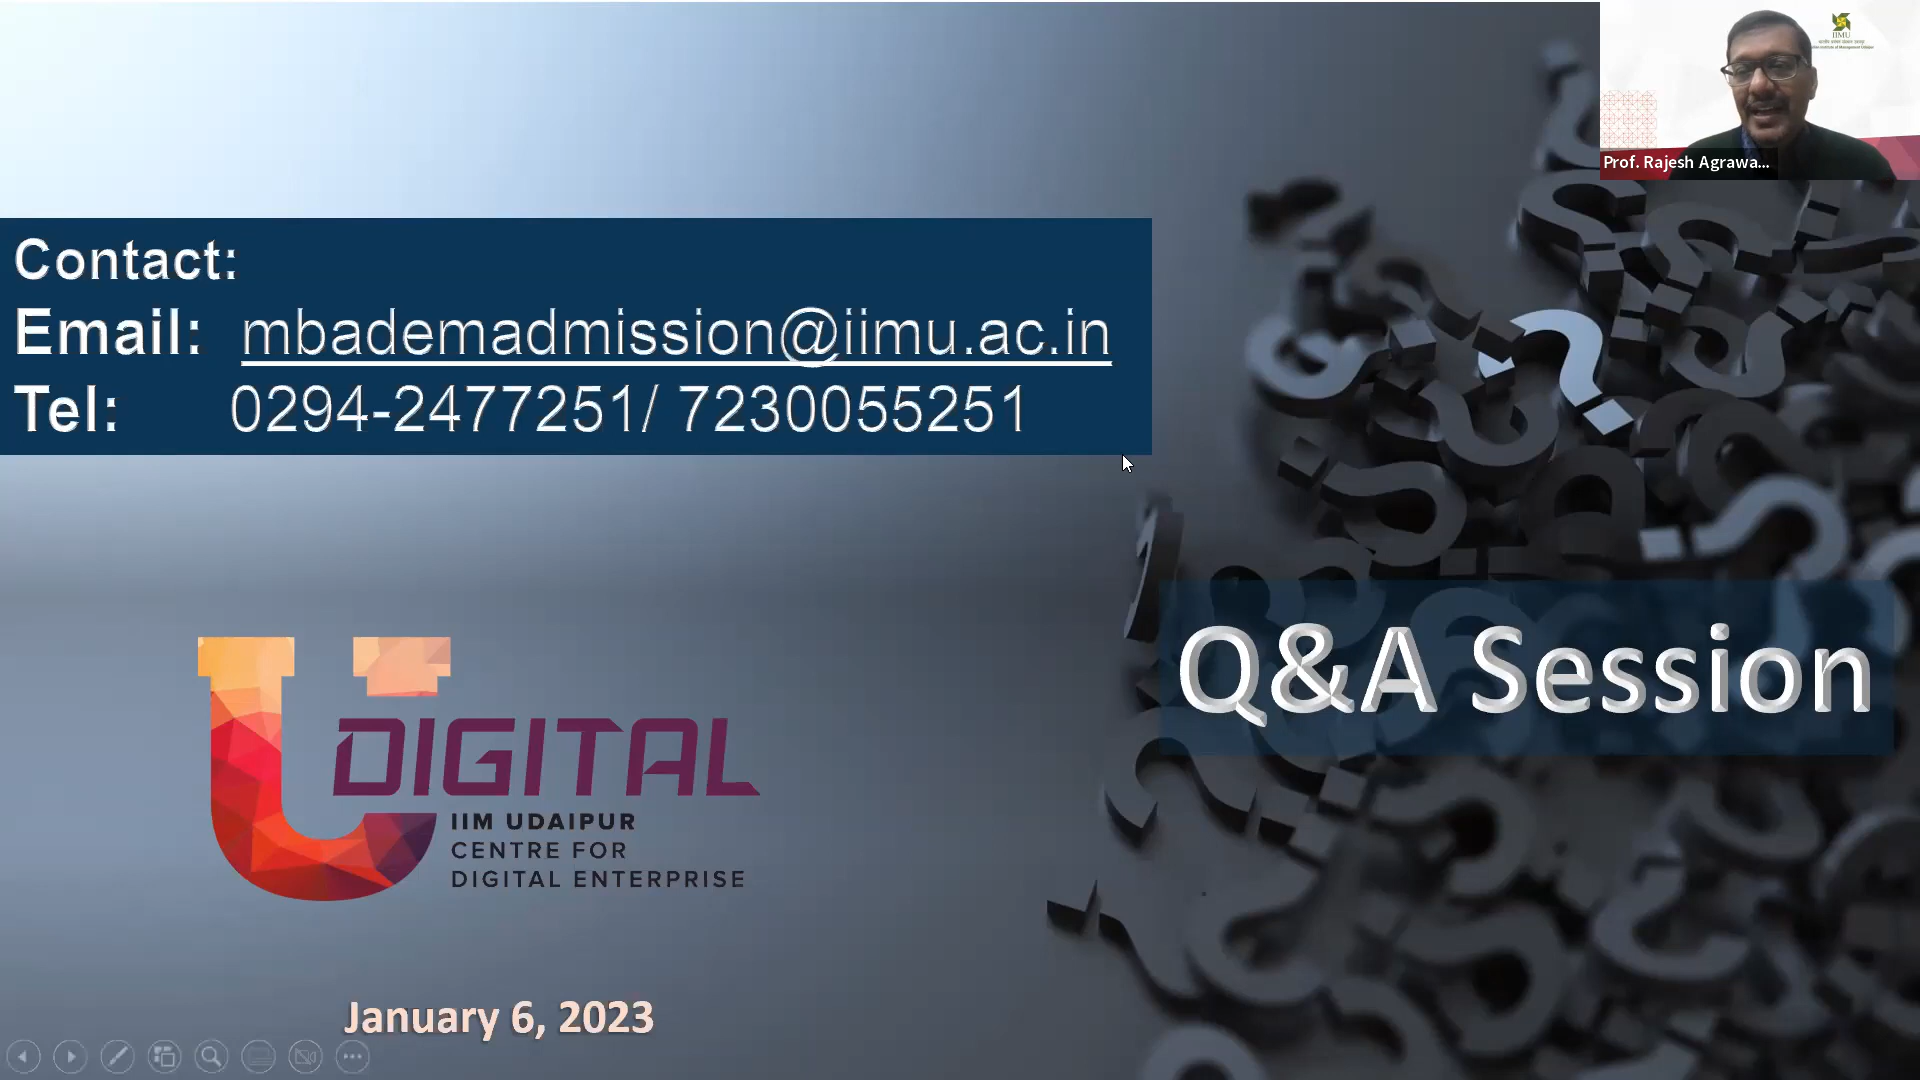 Contact:
Email: mbademadmission@iimu.ac.in
Tel: 0294-2477251/ 7230055251
IIMU
Prof. Rajesh Agrawa...
Q&A Session
DIGITAL
IIM UDAIPUR
CENTRE FOR
DIGITAL ENTERPRISE
January 6, 2023